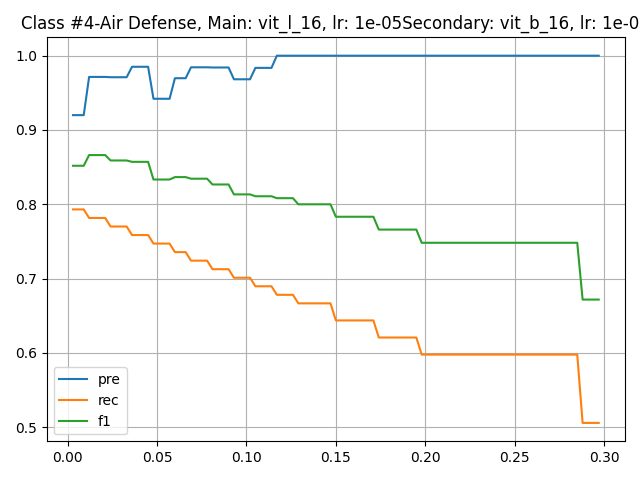 Class #4-Air Defense, Main: vit_l_16, lr: 1e-05Secondary: vit_b_16, lr: 1e-0
1.0
0.9
0.8
0.7
0.6
0.5
pre
rec
f1
0.00 0.05 0.10 0.15 0.20 0.25 0.30